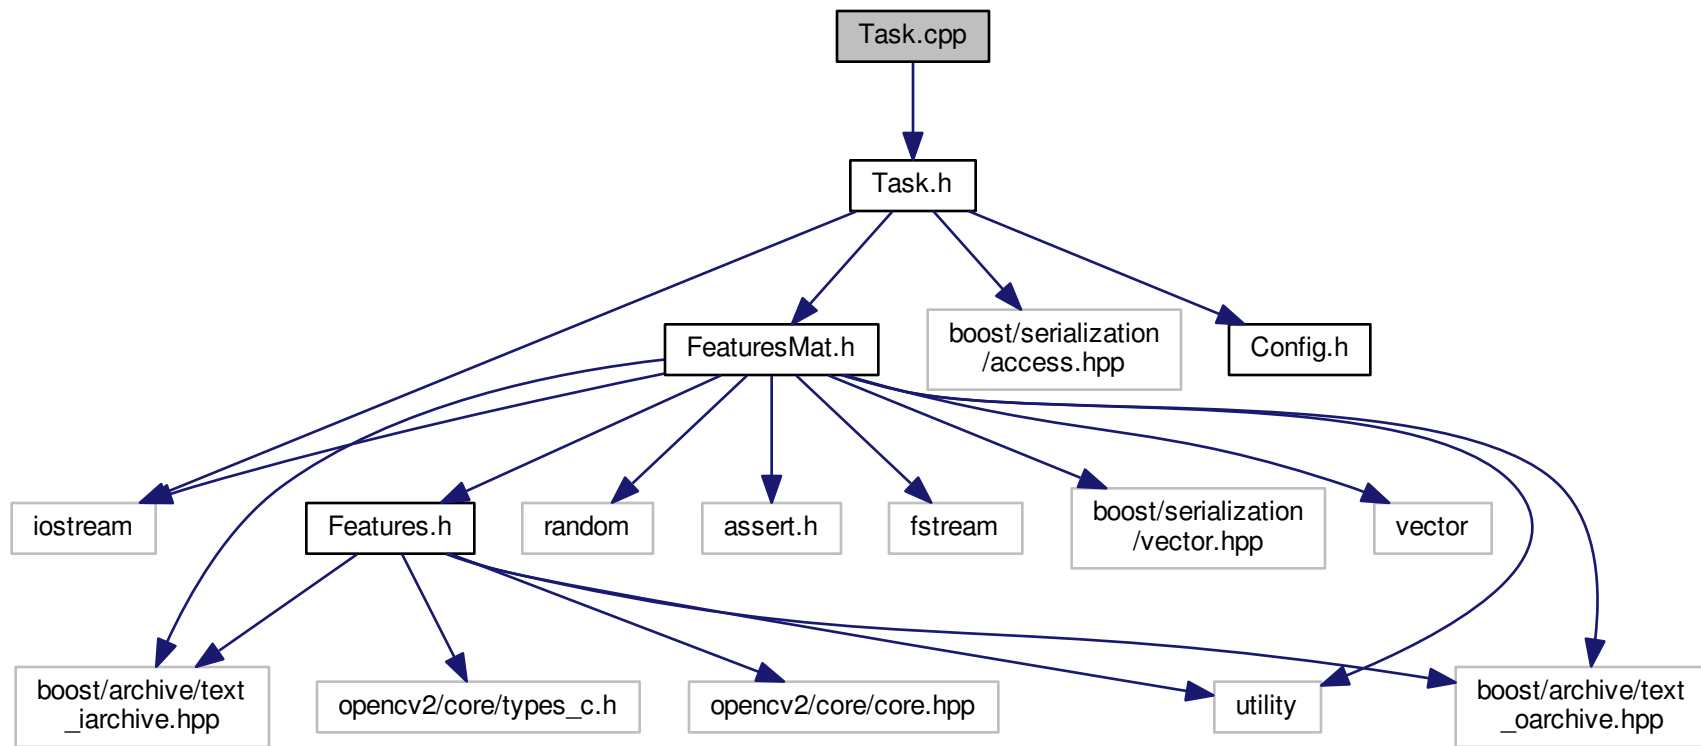 Task.cpp
Task.h
FeaturesMat.h
boost/serialization
/access.hpp
Config.h
iostream
Features.h
random
assert.h
fstream
boost/serialization
/vector.hpp
vector
boost/archive/text
_iarchive.hpp
opencv2/core/types_c.h
opencv2/core/core.hpp
utility
boost/archive/text
_oarchive.hpp